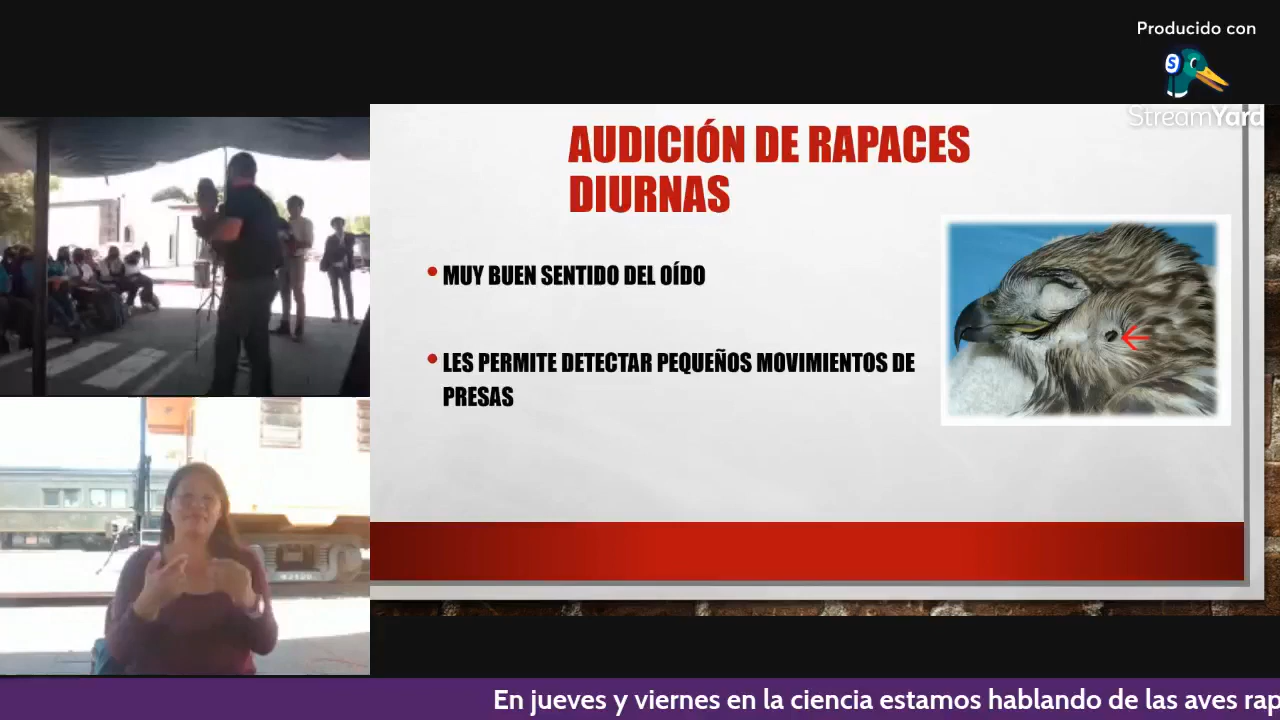 Producido con
StreamYard
AUDICIÓN DE RAPACES
DIURNAS
• MUY BUEN SENTIDO DEL OÍDO
• LES PERMITE DETECTAR PEQUEÑOS MOVIMIENTOS DE
PRESAS
En jueves y viernes en la ciencia estamos hablando de las aves rap